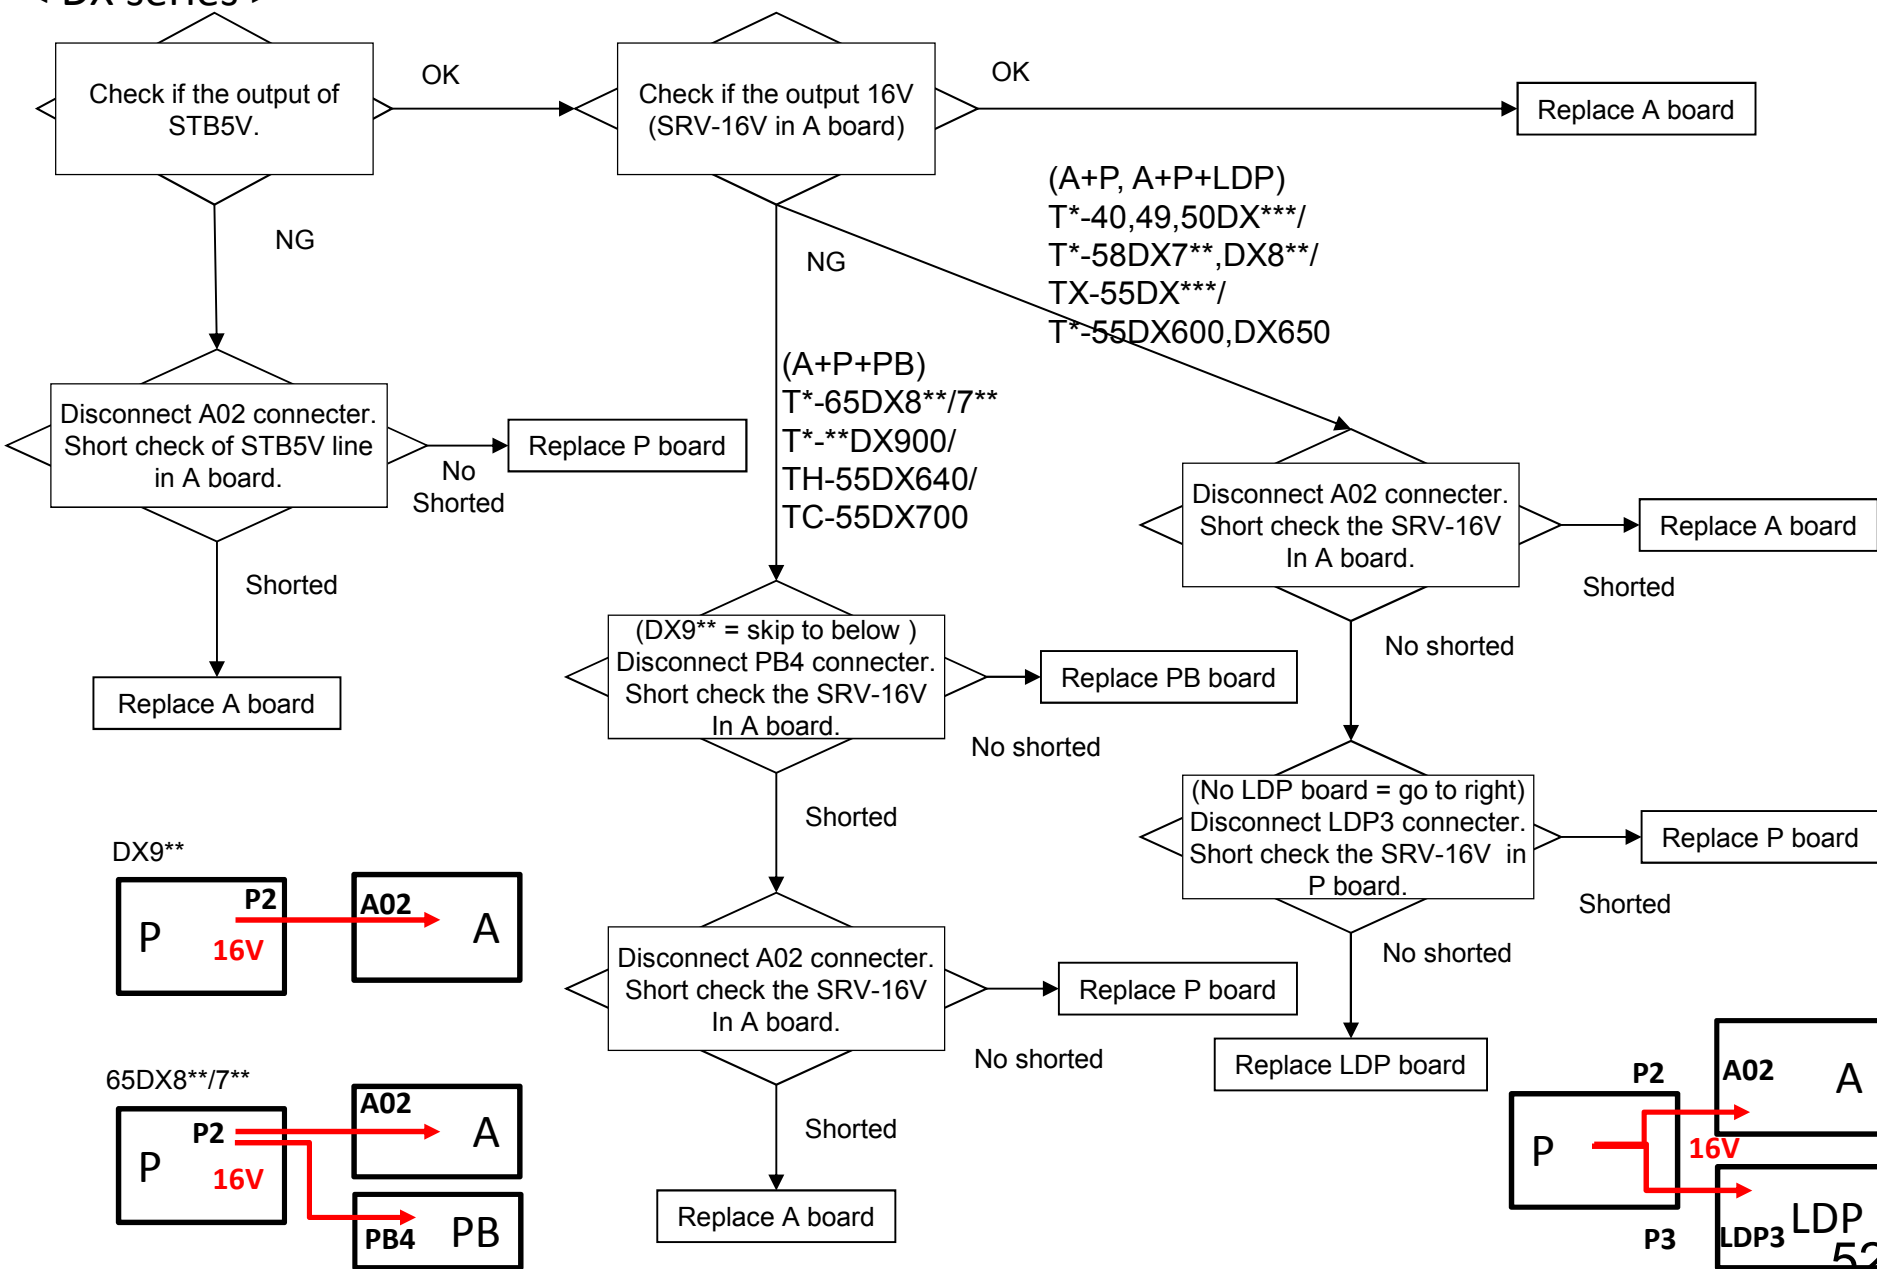 < DX series >
Check if the output of
STB5V.
OK
Check if the output 16V
(SRV-16V in A board)
OK
Replace A board
NG
NG
(A+P, A+P+LDP)
T*-40,49,50DX***/
T*-58DX7**,DX8**/
TX-55DX***/
T*-55DX600,DX650
(A+P+PB)
T*-65DX8**/7**
T*-**DX900/
TH-55DX640/
TC-55DX700
Disconnect A02 connecter.
Short check of STB5V line
in A board.
No
Shorted
Replace P board
Shorted
Replace A board
Disconnect A02 connecter.
Short check the SRV-16V
In A board.
Shorted
Replace A board
No shorted
(DX9** = skip to below )
Disconnect PB4 connecter.
Short check the SRV-16V
In A board.
Replace PB board
No shorted
Shorted
(No LDP board = go to right)
Disconnect LDP3 connecter.
Short check the SRV-16V in
P board.
Replace P board
Shorted
No shorted
Replace LDP board
Disconnect A02 connecter.
Short check the SRV-16V
In A board.
Replace P board
No shorted
Shorted
Replace A board
DX9**
P
P2
16V
A02
A
65DX8**/7**
P
P2
16V
A02
A
PB4
PB
P
P2
16V
P3
A02
A
LDP3
LDP
52